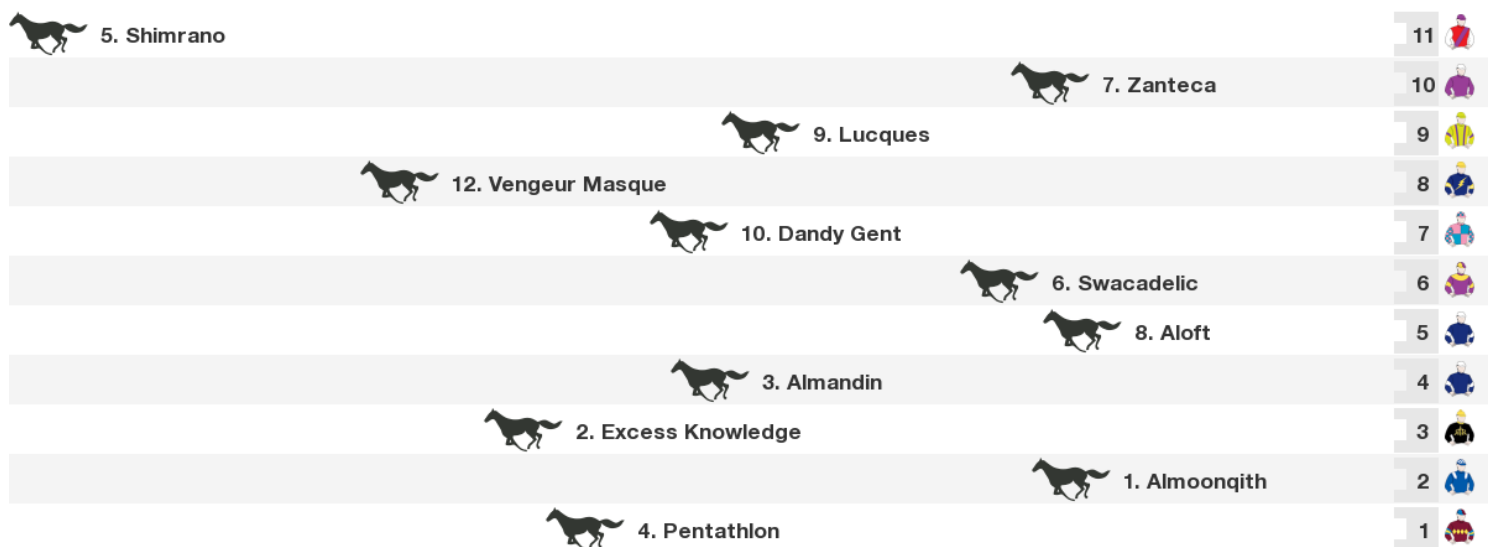 5. Shimrano 11
7. Zanteca 10
9. Lucques 9
12. Vengeur Masque 8
10. Dandy Gent 7
6. Swacadelic 6
8. Aloft 5
3. Almandin 4
2. Excess Knowledge 3
1. Almoonqith 2
4. Pentathlon 1